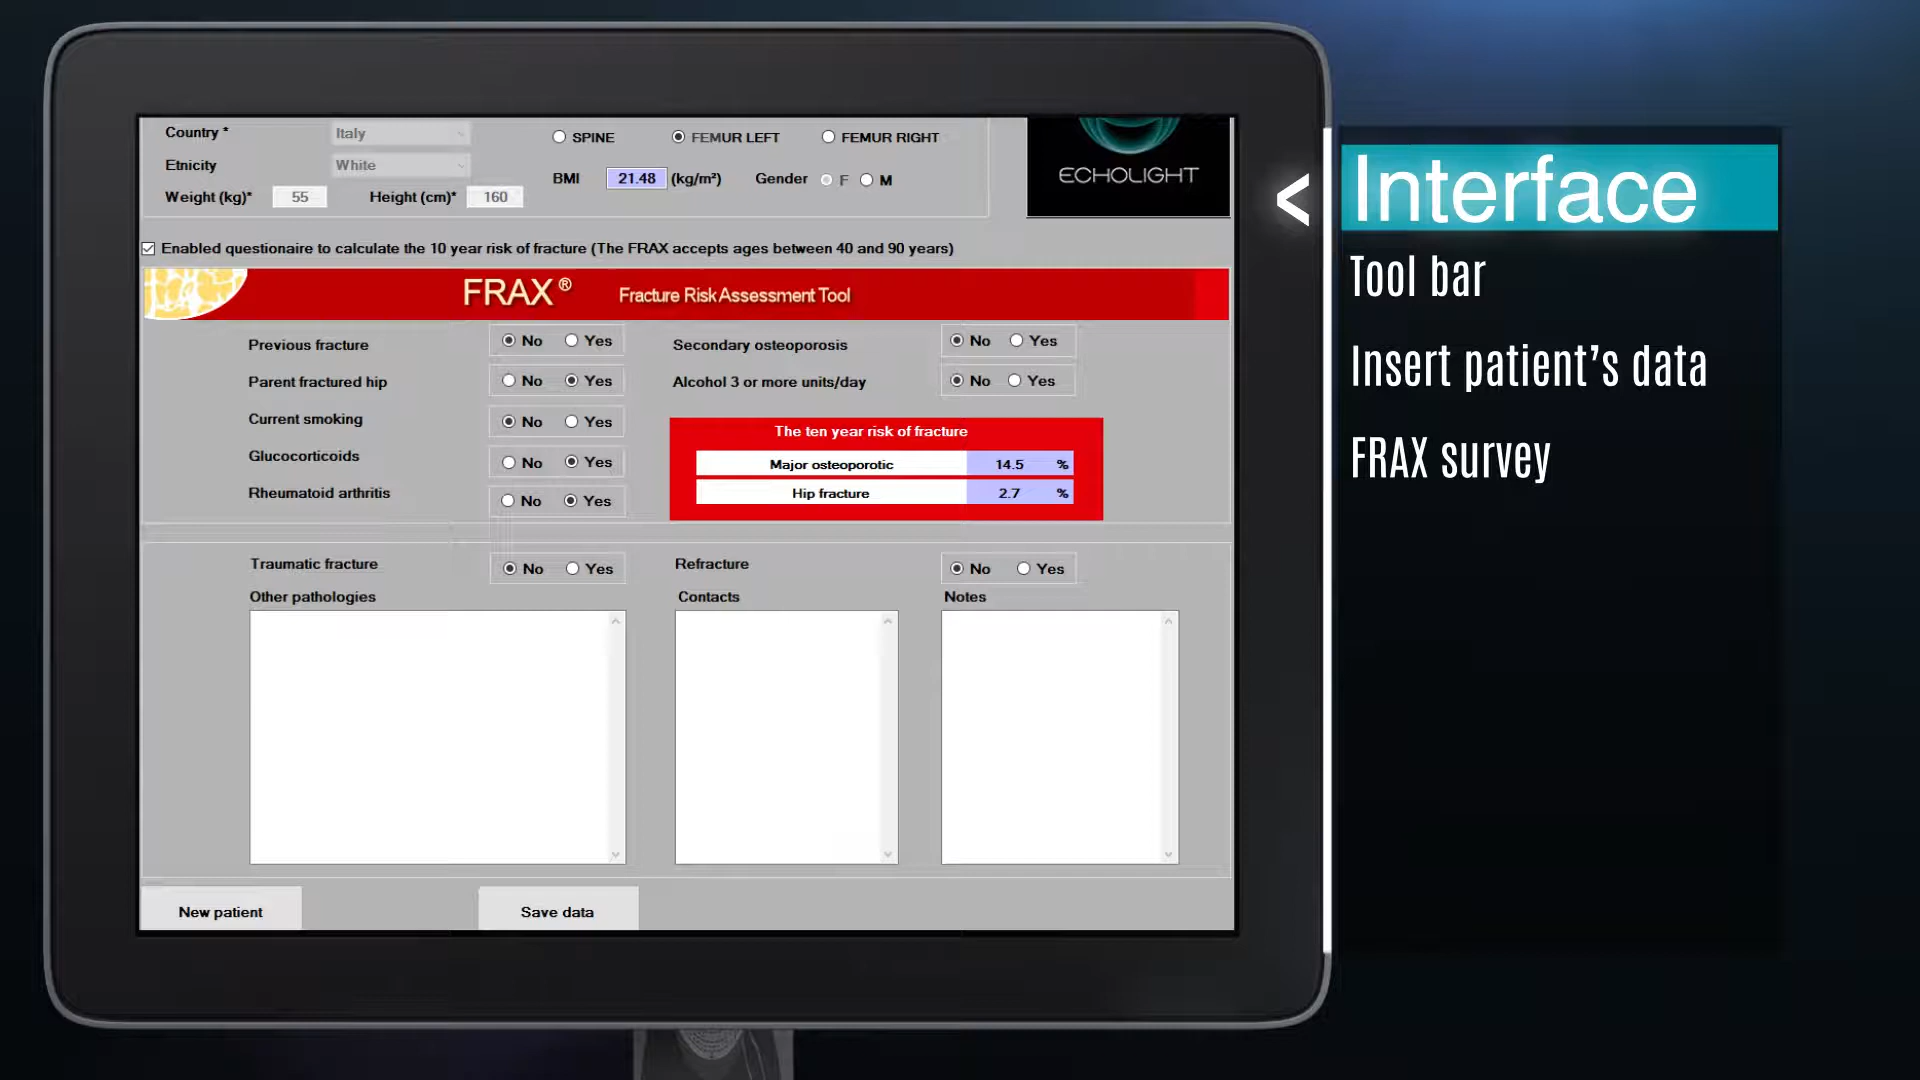 Country *
Italy
SPINE
FEMUR LEFT
FEMUR RIGHT
Etnicity
White
BMI
21.48
(kg/m²)
Gender
F
M
Weight (kg)*
55
Height (cm)*
160
ECHOLIGHT
Enabled questionaire to calculate the 10 year risk of fracture (The FRAX accepts ages between 40 and 90 years)
FRAX ®
Fracture Risk Assessment Tool
Previous fracture
No
Yes
Secondary osteoporosis
No
Yes
Parent fractured hip
No
Yes
Alcohol 3 or more units/day
No
Yes
Current smoking
No
Yes
Glucocorticoids
No
Yes
Rheumatoid arthritis
No
Yes
The ten year risk of fracture
Major osteoporotic
14.5
%
Hip fracture
2.7
%
Traumatic fracture
No
Yes
Refracture
No
Yes
Other pathologies
Contacts
Notes
New patient
Save data
<
Interface
Tool bar
Insert patient's data
FRAX survey